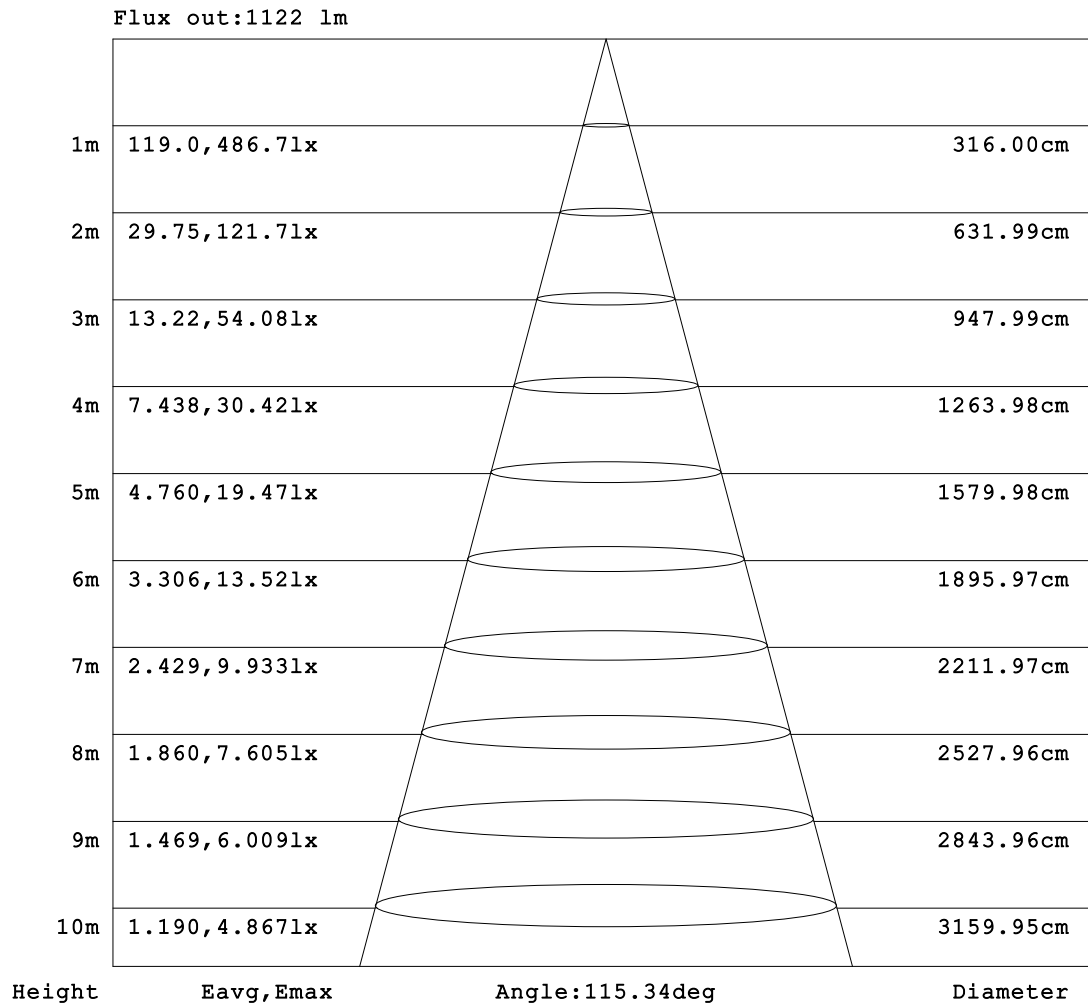 Flux out:1122 lm
1m 119.0,486.7lx 316.00cm
2m 29.75,121.7lx 631.99cm
3m 13.22,54.08lx 947.99cm
4m 7.438,30.42lx 1263.98cm
5m 4.760,19.47lx 1579.98cm
6m 3.306,13.52lx 1895.97cm
7m 2.429,9.933lx 2211.97cm
8m 1.860,7.605lx 2527.96cm
9m 1.469,6.009lx 2843.96cm
10m 1.190,4.867lx 3159.95cm
Height Eavg,Emax Angle:115.34deg Diameter